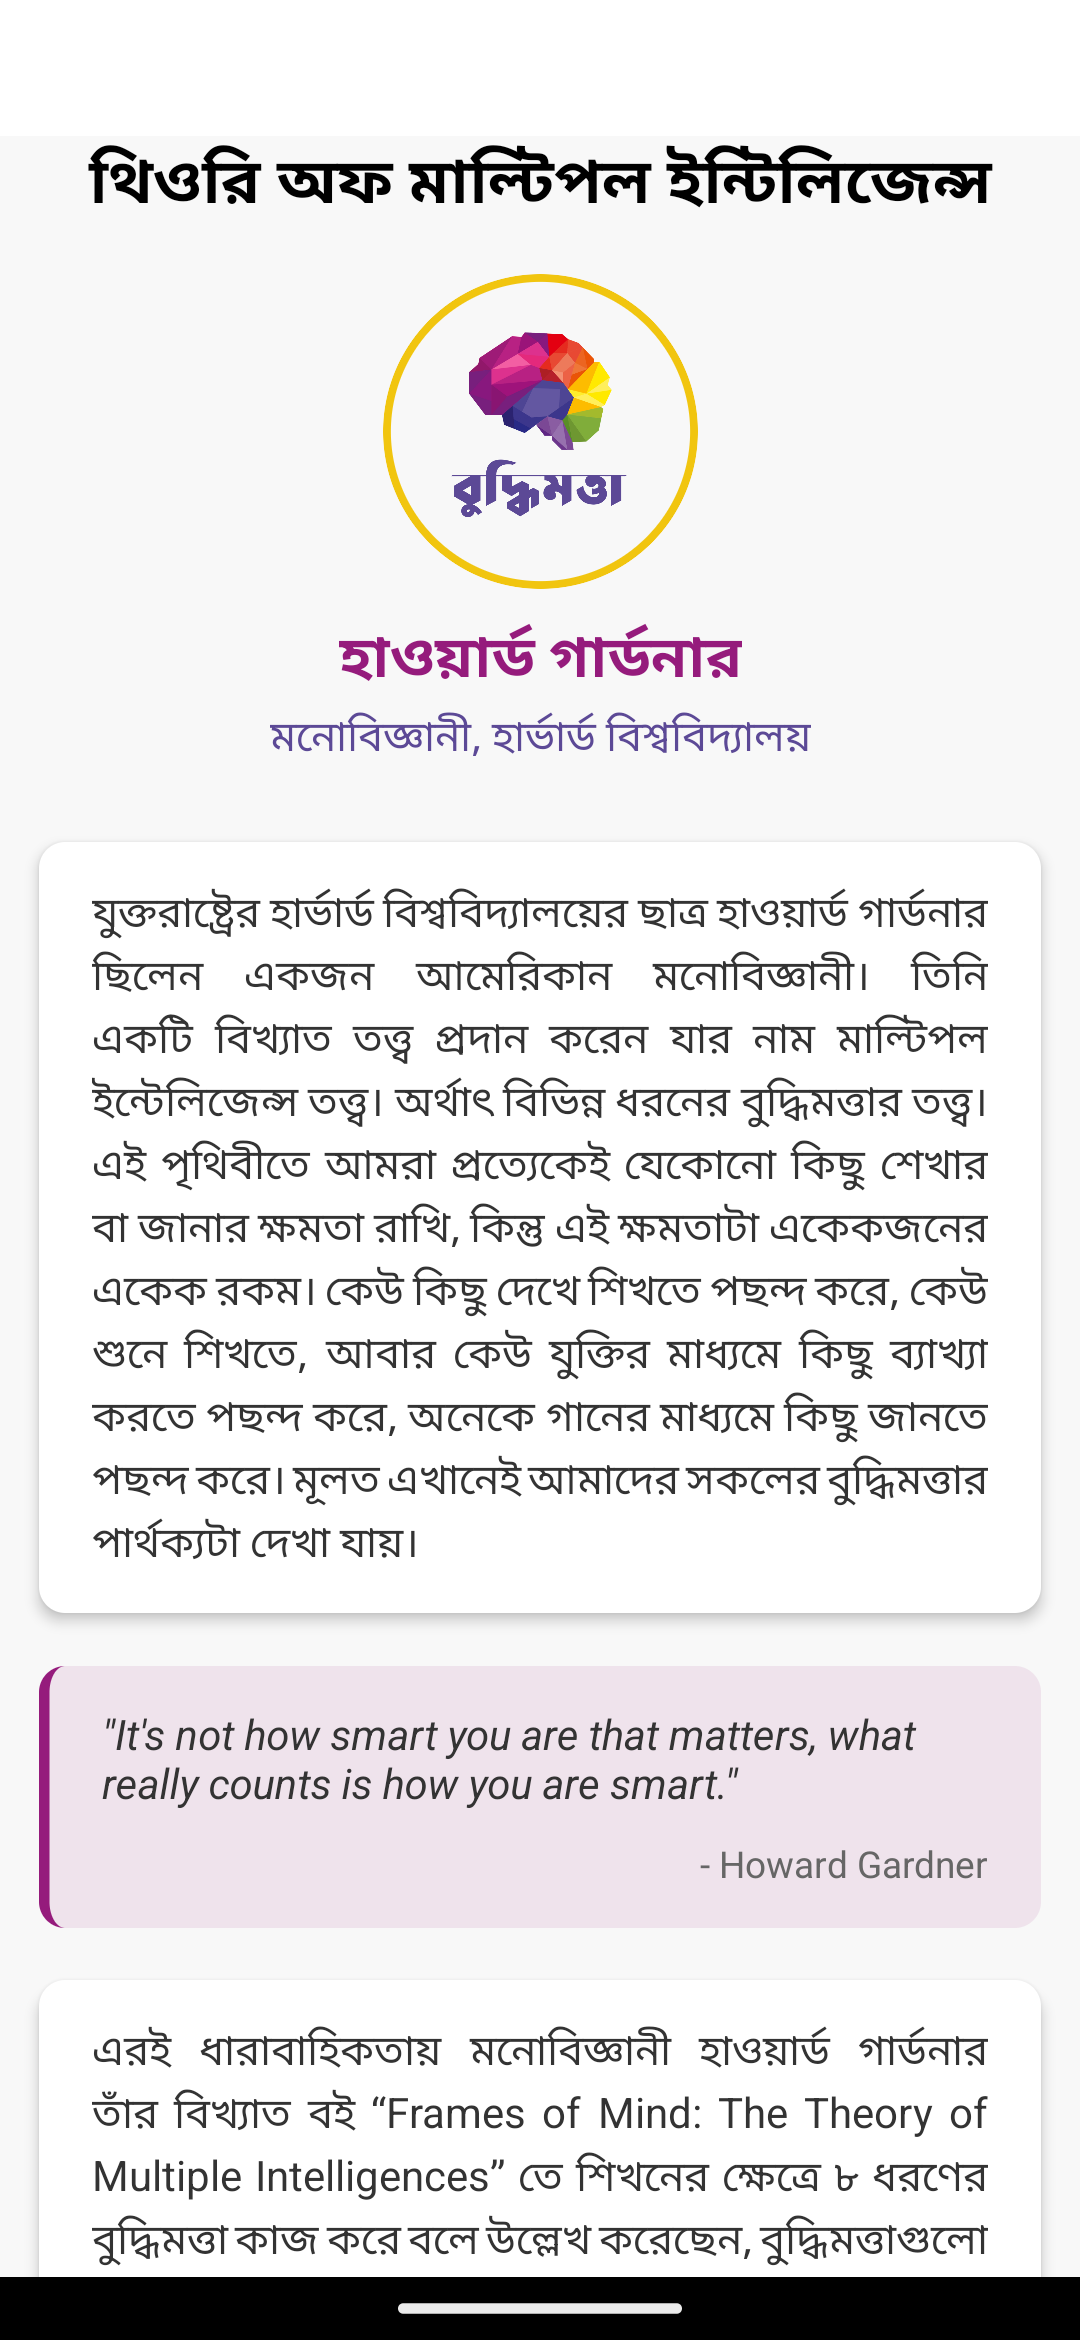 থিওরি অফ মাল্টিপল ইন্টিলিজেন্স
বুদ্ধিমত্তা
হাওয়ার্ড গার্ডনার
মনোবিজ্ঞানী, হার্ভার্ড বিশ্ববিদ্যালয়
যুক্তরাষ্ট্রের হার্ভার্ড বিশ্ববিদ্যালয়ের ছাত্র হাওয়ার্ড গার্ডনার
ছিলেন একজন আমেরিকান মনোবিজ্ঞানী। তিনি
একটি বিখ্যাত তত্ত্ব প্রদান করেন যার নাম মাল্টিপল
ইন্টেলিজেন্স তত্ত্ব। অর্থাৎ বিভিন্ন ধরনের বুদ্ধিমত্তার তত্ত্ব।
এই পৃথিবীতে আমরা প্রত্যেকেই যেকোনো কিছু শেখার
বা জানার ক্ষমতা রাখি, কিন্তু এই ক্ষমতাটা একেকজনের
একেক রকম। কেউ কিছু দেখে শিখতে পছন্দ করে, কেউ
শুনে শিখতে, আবার কেউ যুক্তির মাধ্যমে কিছু ব্যাখ্যা
করতে পছন্দ করে, অনেকে গানের মাধ্যমে কিছু জানতে
পছন্দ করে। মূলত এখানেই আমাদের সকলের বুদ্ধিমত্তার
পার্থক্যটা দেখা যায়।
"It's not how smart you are that matters, what
really counts is how you are smart."
- Howard Gardner
এরই ধারাবাহিকতায় মনোবিজ্ঞানী হাওয়ার্ড গার্ডনার
তাঁর বিখ্যাত বই “Frames of Mind: The Theory of
Multiple Intelligences” তে শিখনের ক্ষেত্রে ৮ ধরণের
বুদ্ধিমত্তা কাজ করে বলে উল্লেখ করেছেন, বুদ্ধিমত্তাগুলো